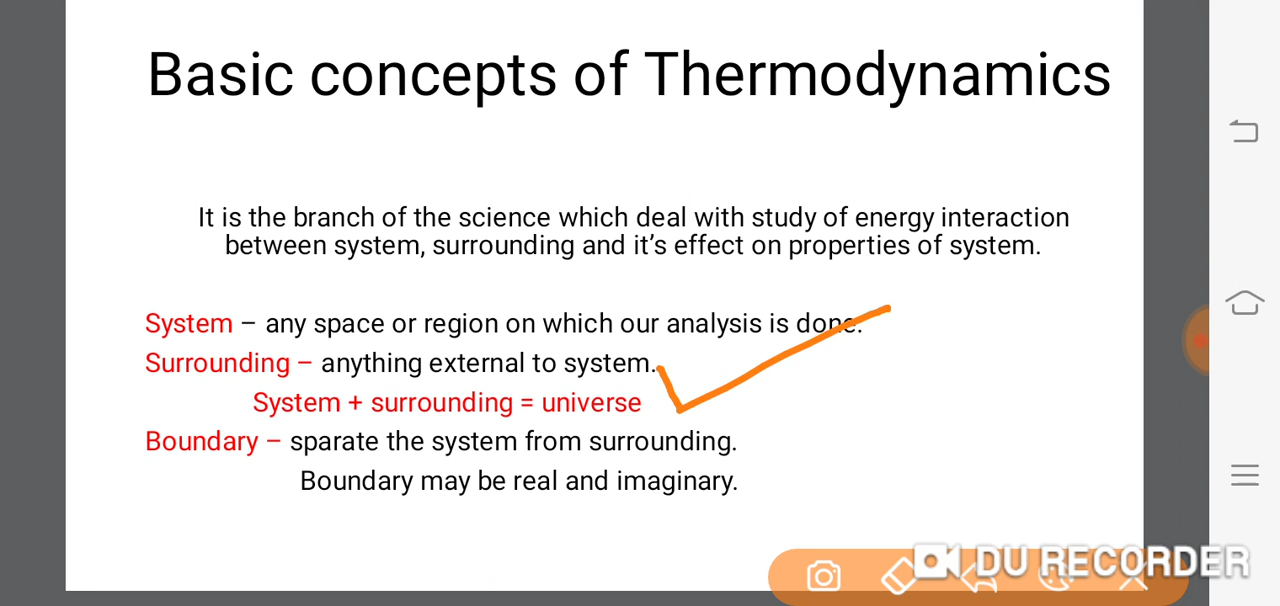 Basic concepts of Thermodynamics
It is the branch of the science which deal with study of energy interaction
between system, surrounding and it's effect on properties of system.
System – any space or region on which our analysis is done.
Surrounding – anything external to system.
System + surrounding = universe
Boundary – sparate the system from surrounding.
Boundary may be real and imaginary.
DU RECORDER